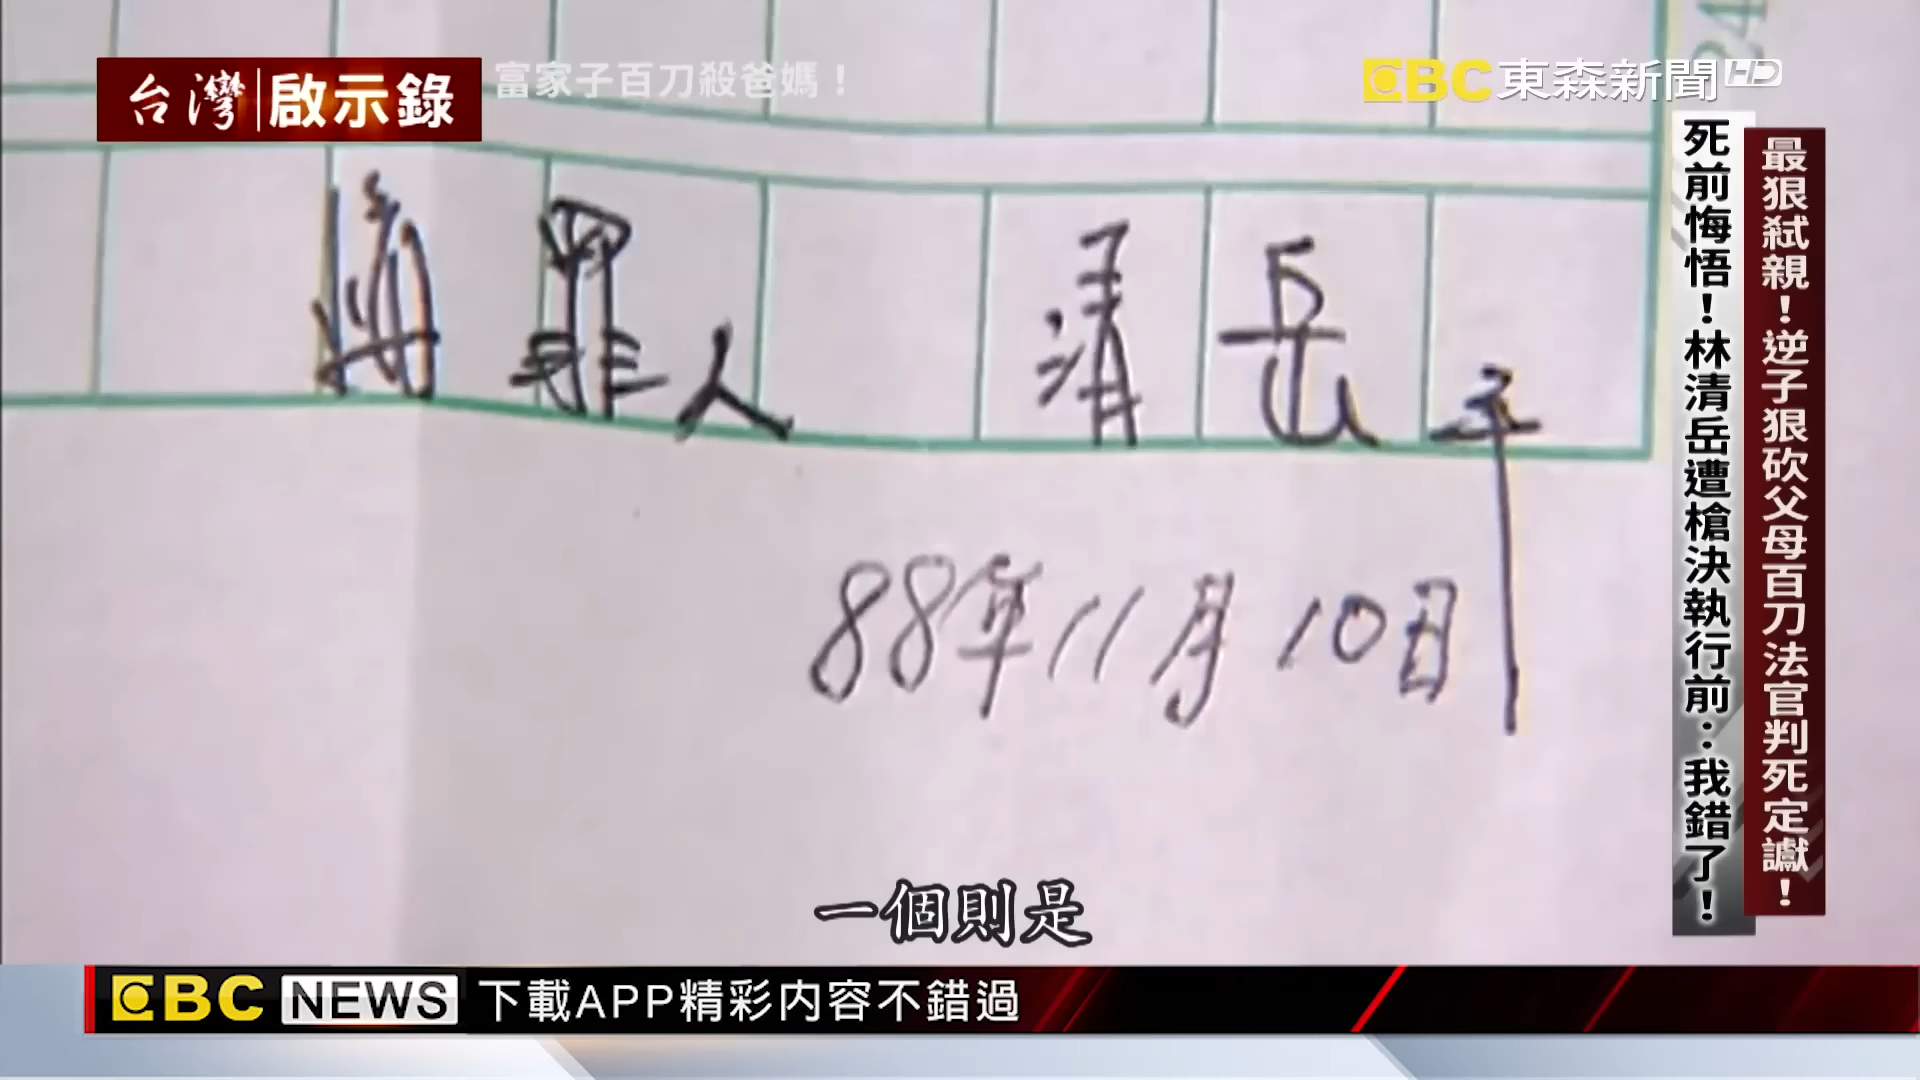 台灣 啟示錄
富家子百刀殺爸媽！
EBC東森新聞HD
最狠弒親！逆子狠砍父母百刀法官判死定讞！
死前悔悟！林清岳遭槍決執行前：我錯了！
罪人 清岳
88年11月10日
一個則是
EBC NEWS 下載APP精彩內容不錯過